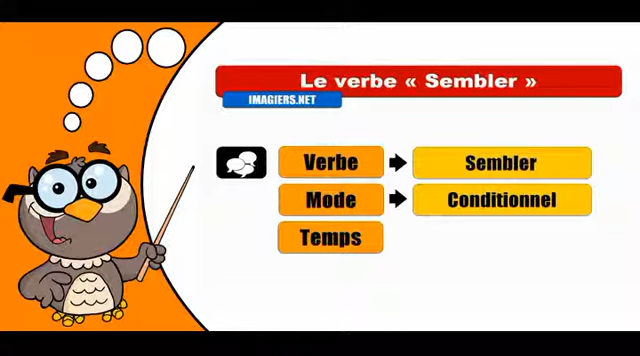 Le verbe « Sembler »
IMAGIERS.NET
Verbe Sembler
Mode Conditionnel
Temps